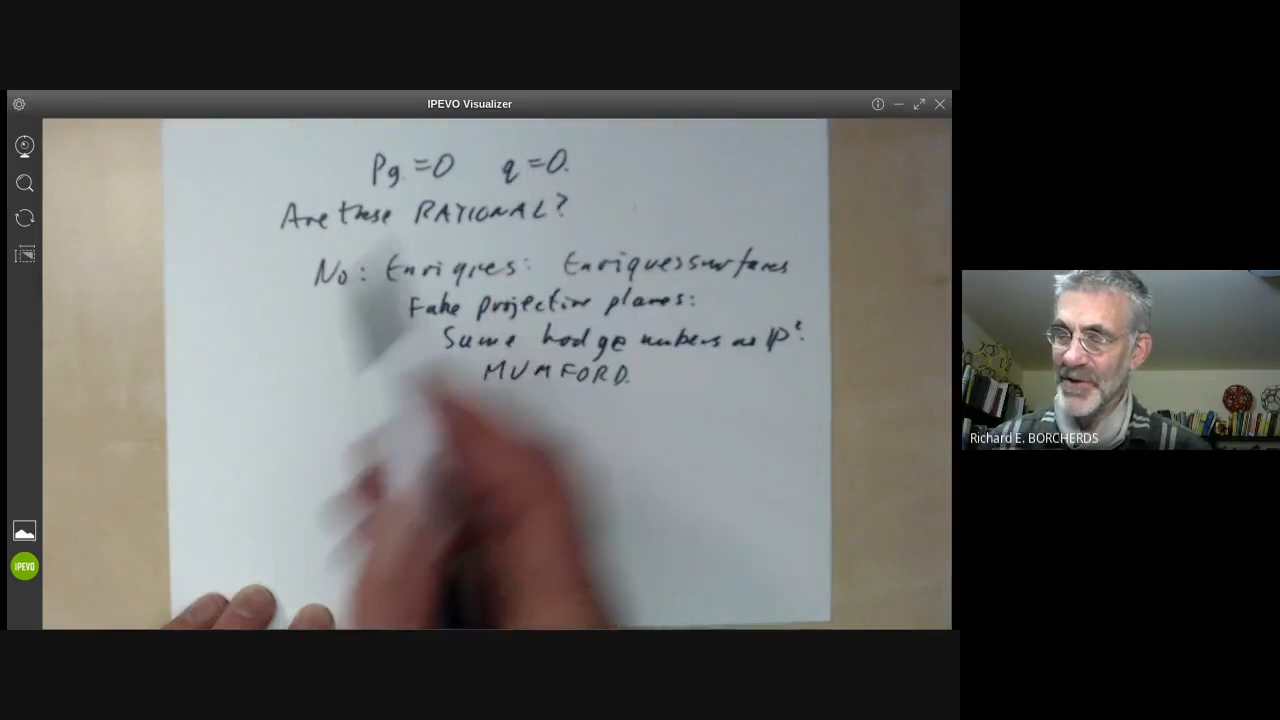 IPEVO Visualizer
Pg = 0 q = 0.
Are these RATIONAL?
No: Enriques: Enriques surfaces
Fake projective planes:
Same hodge numbers as P².
MUMFORD.
IPEVO
Richard E. BORCHERDS